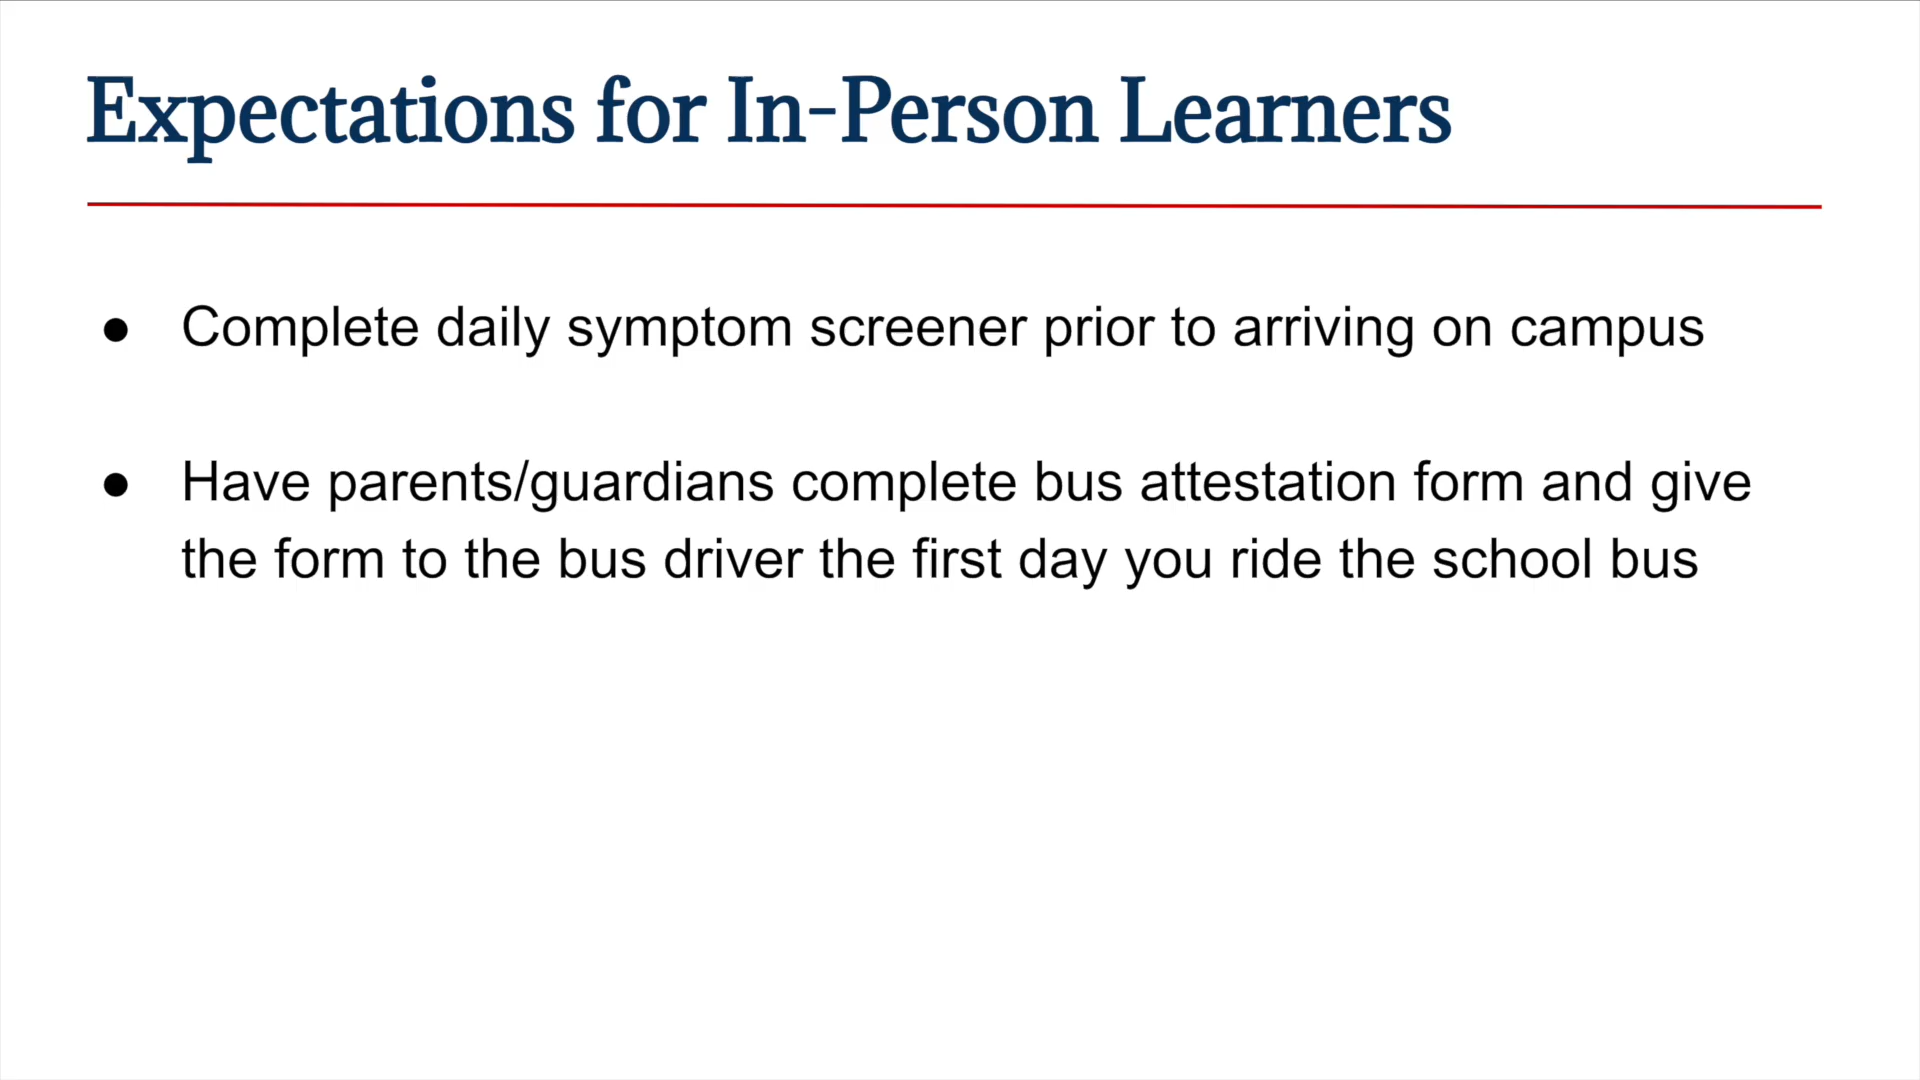 Expectations for In-Person Learners
● Complete daily symptom screener prior to arriving on campus
● Have parents/guardians complete bus attestation form and give
the form to the bus driver the first day you ride the school bus